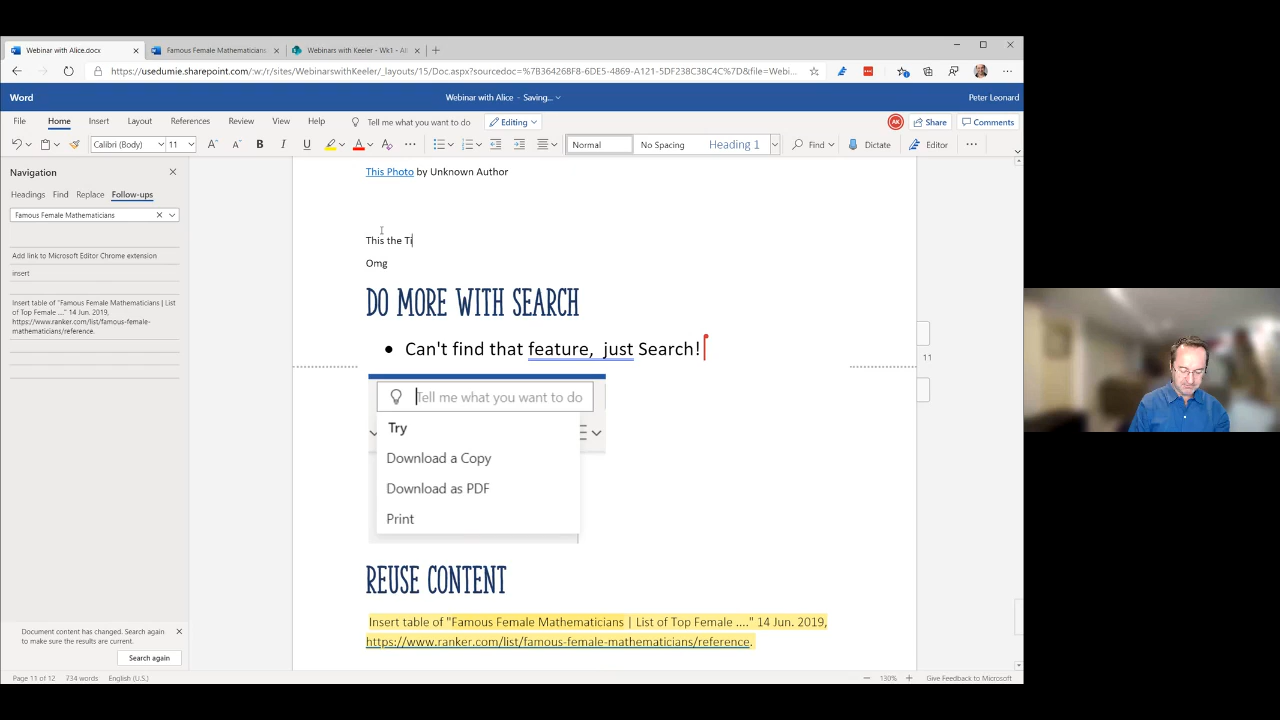 Webinar with Alice.docx
Famous Female Mathematicians
Webinars with Keeler - Wk1 - Al
https://usedumie.sharepoint.com/:w:/r/sites/WebinarswithKeeler/_layouts/15/Doc.aspx?sourcedoc=%7B364268F8-6DE5-4869-A121-5DF238C38C4C%7D&file=Webi...
Word
Webinar with Alice - Saving...
Peter Leonard
File Home Insert Layout References Review View Help Tell me what you want to do Editing AK Share Comments
Calibri (Body) 11 B I U A Normal No Spacing Heading 1 Find Dictate Editor
Navigation
Headings Find Replace Follow-ups
Famous Female Mathematicians
Add link to Microsoft Editor Chrome extension
insert
Insert table of "Famous Female Mathematicians | List
of Top Female ...." 14 Jun. 2019,
https://www.ranker.com/list/famous-female-
mathematicians/reference.
Document content has changed. Search again
to make sure the results are current.
Search again
This Photo by Unknown Author
This the Ti
Omg
DO MORE WITH SEARCH
• Can't find that feature, just Search!
Tell me what you want to do
Try
Download a Copy
Download as PDF
Print
11
REUSE CONTENT
Insert table of "Famous Female Mathematicians | List of Top Female ...." 14 Jun. 2019,
https://www.ranker.com/list/famous-female-mathematicians/reference.
Page 11 of 12 734 words English (U.S.) 130% Give Feedback to Microsoft